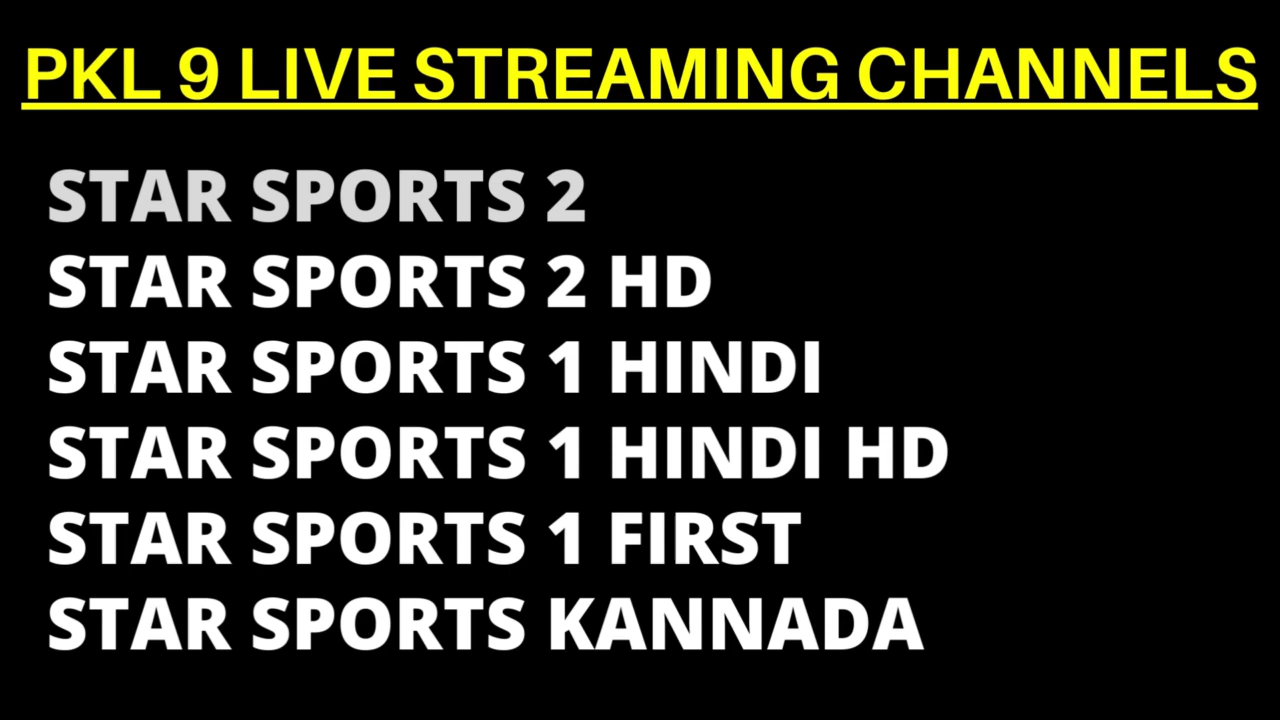 PKL 9 LIVE STREAMING CHANNELS
STAR SPORTS 2
STAR SPORTS 2 HD
STAR SPORTS 1 HINDI
STAR SPORTS 1 HINDI HD
STAR SPORTS 1 FIRST
STAR SPORTS KANNADA